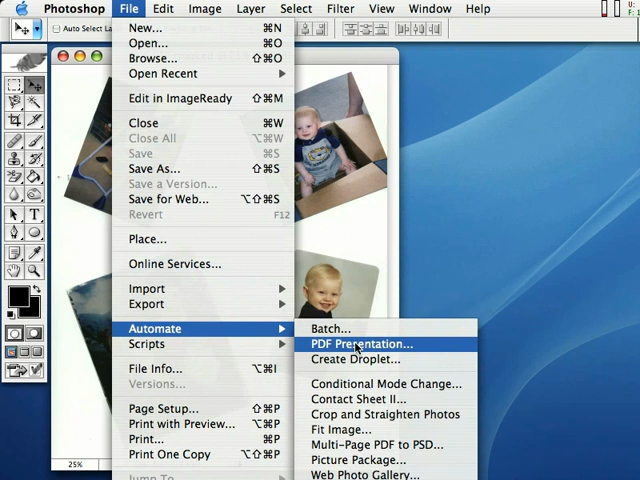 Photoshop File Edit Image Layer Select Filter View Window Help
U:
F: 1
Auto Select La
New... ⌘N
Open... ⌘O
Browse... ⇧⌘O
Open Recent
Edit in ImageReady ⇧⌘M
Close ⌘W
Close All ⌥⌘W
Save ⌘S
Save As... ⇧⌘S
Save a Version...
Save for Web... ⌥⇧⌘S
Revert F12
Place...
Online Services...
Import
Export
Automate
Scripts
File Info... ⌥⌘I
Versions...
Page Setup... ⇧⌘P
Print with Preview... ⌥⌘P
Print... ⌘P
Print One Copy ⌥⇧⌘P
Jump To
Batch...
PDF Presentation...
Create Droplet...
Conditional Mode Change...
Contact Sheet II...
Crop and Straighten Photos
Fit Image...
Multi-Page PDF to PSD...
Picture Package...
Web Photo Gallery...
25%